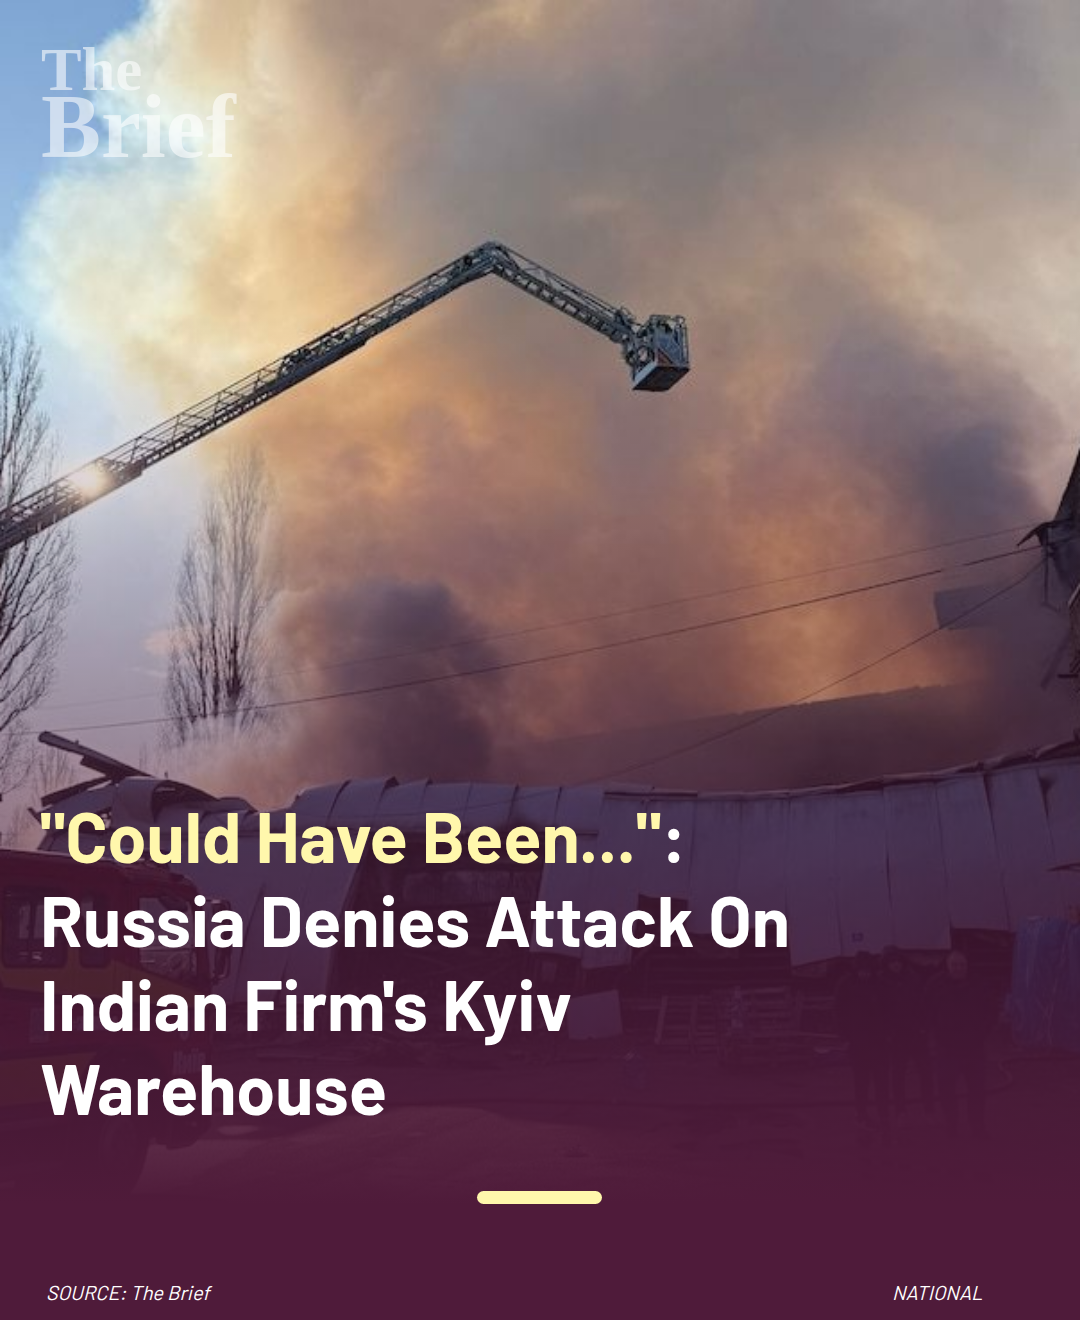 The
Brief
"Could Have Been...":
Russia Denies Attack On
Indian Firm's Kyiv
Warehouse
SOURCE: The Brief
NATIONAL